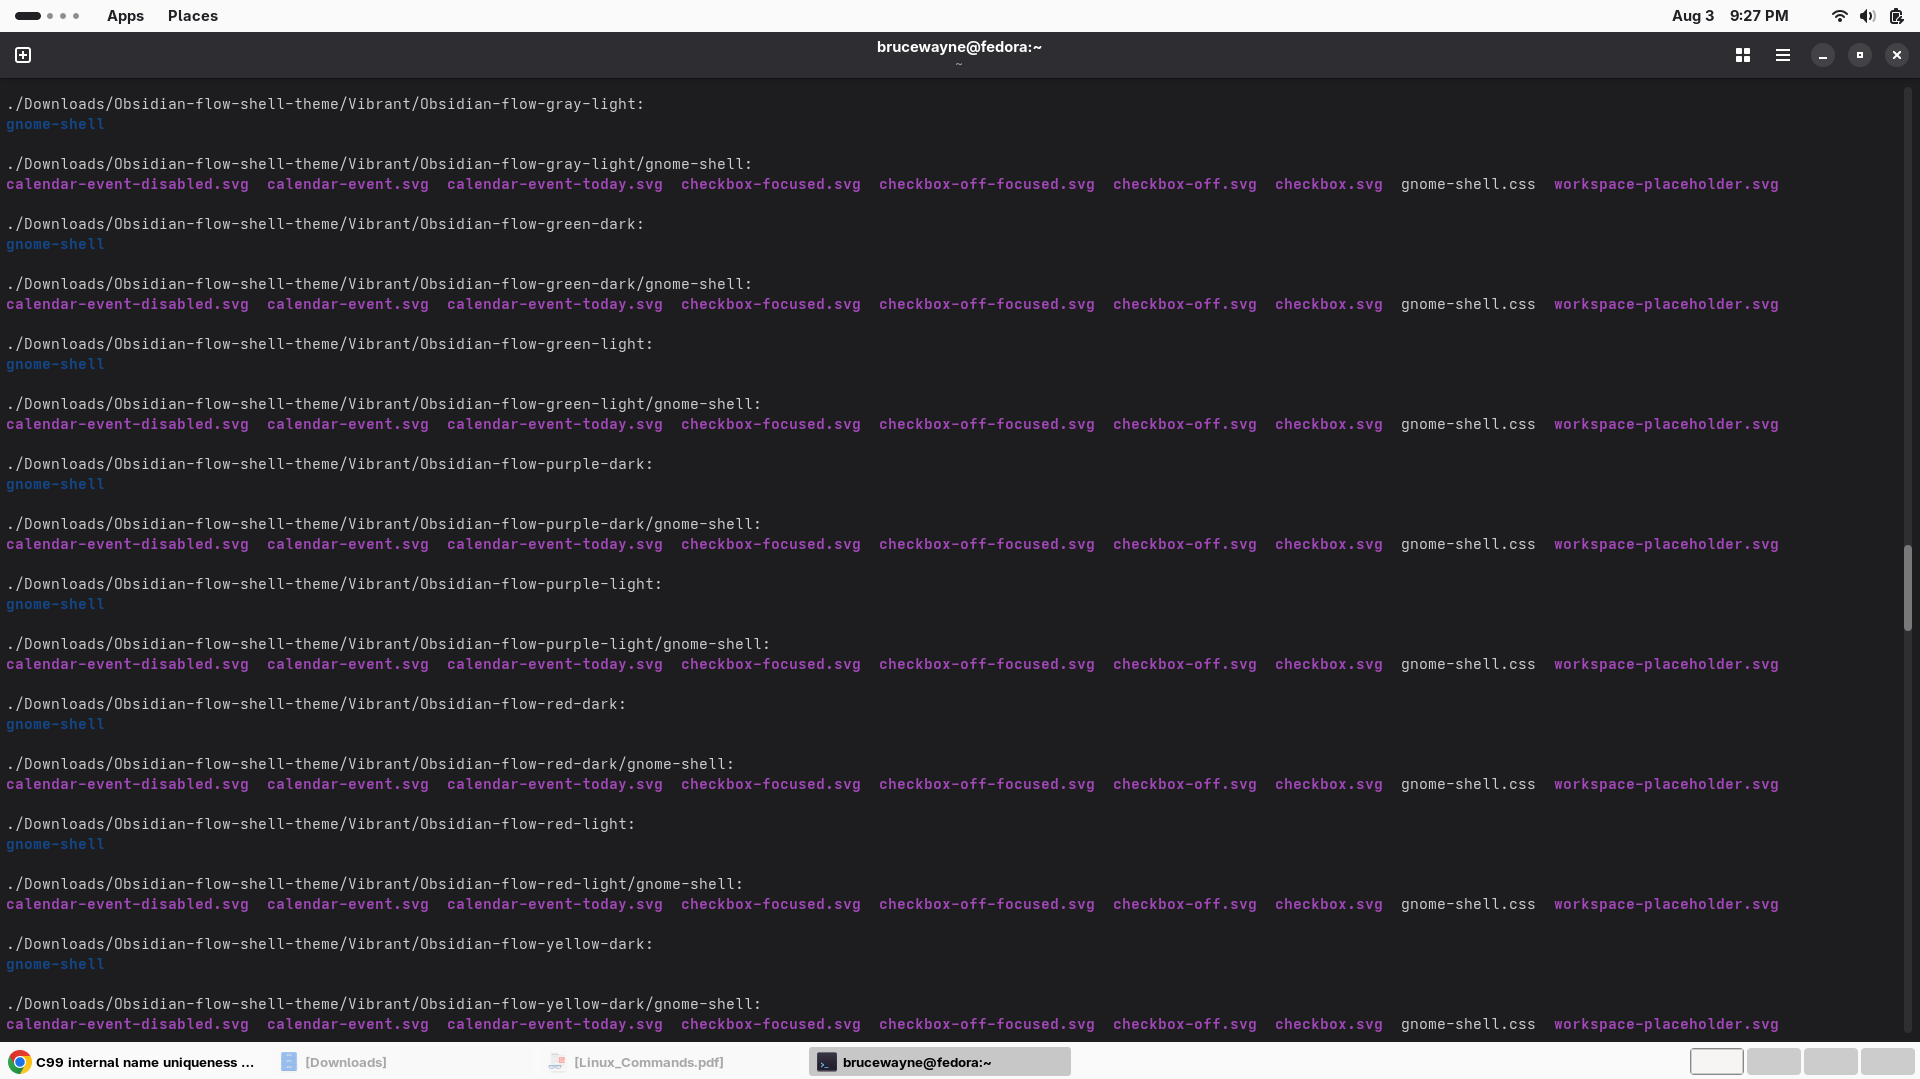 Apps Places Aug 3 9:27 PM
brucewayne@fedora:~
~
./Downloads/Obsidian-flow-shell-theme/Vibrant/Obsidian-flow-gray-light:
gnome-shell
./Downloads/Obsidian-flow-shell-theme/Vibrant/Obsidian-flow-gray-light/gnome-shell:
calendar-event-disabled.svg calendar-event.svg calendar-event-today.svg checkbox-focused.svg checkbox-off-focused.svg checkbox-off.svg checkbox.svg gnome-shell.css workspace-placeholder.svg
./Downloads/Obsidian-flow-shell-theme/Vibrant/Obsidian-flow-green-dark:
gnome-shell
./Downloads/Obsidian-flow-shell-theme/Vibrant/Obsidian-flow-green-dark/gnome-shell:
calendar-event-disabled.svg calendar-event.svg calendar-event-today.svg checkbox-focused.svg checkbox-off-focused.svg checkbox-off.svg checkbox.svg gnome-shell.css workspace-placeholder.svg
./Downloads/Obsidian-flow-shell-theme/Vibrant/Obsidian-flow-green-light:
gnome-shell
./Downloads/Obsidian-flow-shell-theme/Vibrant/Obsidian-flow-green-light/gnome-shell:
calendar-event-disabled.svg calendar-event.svg calendar-event-today.svg checkbox-focused.svg checkbox-off-focused.svg checkbox-off.svg checkbox.svg gnome-shell.css workspace-placeholder.svg
./Downloads/Obsidian-flow-shell-theme/Vibrant/Obsidian-flow-purple-dark:
gnome-shell
./Downloads/Obsidian-flow-shell-theme/Vibrant/Obsidian-flow-purple-dark/gnome-shell:
calendar-event-disabled.svg calendar-event.svg calendar-event-today.svg checkbox-focused.svg checkbox-off-focused.svg checkbox-off.svg checkbox.svg gnome-shell.css workspace-placeholder.svg
./Downloads/Obsidian-flow-shell-theme/Vibrant/Obsidian-flow-purple-light:
gnome-shell
./Downloads/Obsidian-flow-shell-theme/Vibrant/Obsidian-flow-purple-light/gnome-shell:
calendar-event-disabled.svg calendar-event.svg calendar-event-today.svg checkbox-focused.svg checkbox-off-focused.svg checkbox-off.svg checkbox.svg gnome-shell.css workspace-placeholder.svg
./Downloads/Obsidian-flow-shell-theme/Vibrant/Obsidian-flow-red-dark:
gnome-shell
./Downloads/Obsidian-flow-shell-theme/Vibrant/Obsidian-flow-red-dark/gnome-shell:
calendar-event-disabled.svg calendar-event.svg calendar-event-today.svg checkbox-focused.svg checkbox-off-focused.svg checkbox-off.svg checkbox.svg gnome-shell.css workspace-placeholder.svg
./Downloads/Obsidian-flow-shell-theme/Vibrant/Obsidian-flow-red-light:
gnome-shell
./Downloads/Obsidian-flow-shell-theme/Vibrant/Obsidian-flow-red-light/gnome-shell:
calendar-event-disabled.svg calendar-event.svg calendar-event-today.svg checkbox-focused.svg checkbox-off-focused.svg checkbox-off.svg checkbox.svg gnome-shell.css workspace-placeholder.svg
./Downloads/Obsidian-flow-shell-theme/Vibrant/Obsidian-flow-yellow-dark:
gnome-shell
./Downloads/Obsidian-flow-shell-theme/Vibrant/Obsidian-flow-yellow-dark/gnome-shell:
calendar-event-disabled.svg calendar-event.svg calendar-event-today.svg checkbox-focused.svg checkbox-off-focused.svg checkbox-off.svg checkbox.svg gnome-shell.css workspace-placeholder.svg
C99 internal name uniqueness ... [Downloads] [Linux_Commands.pdf] brucewayne@fedora:~